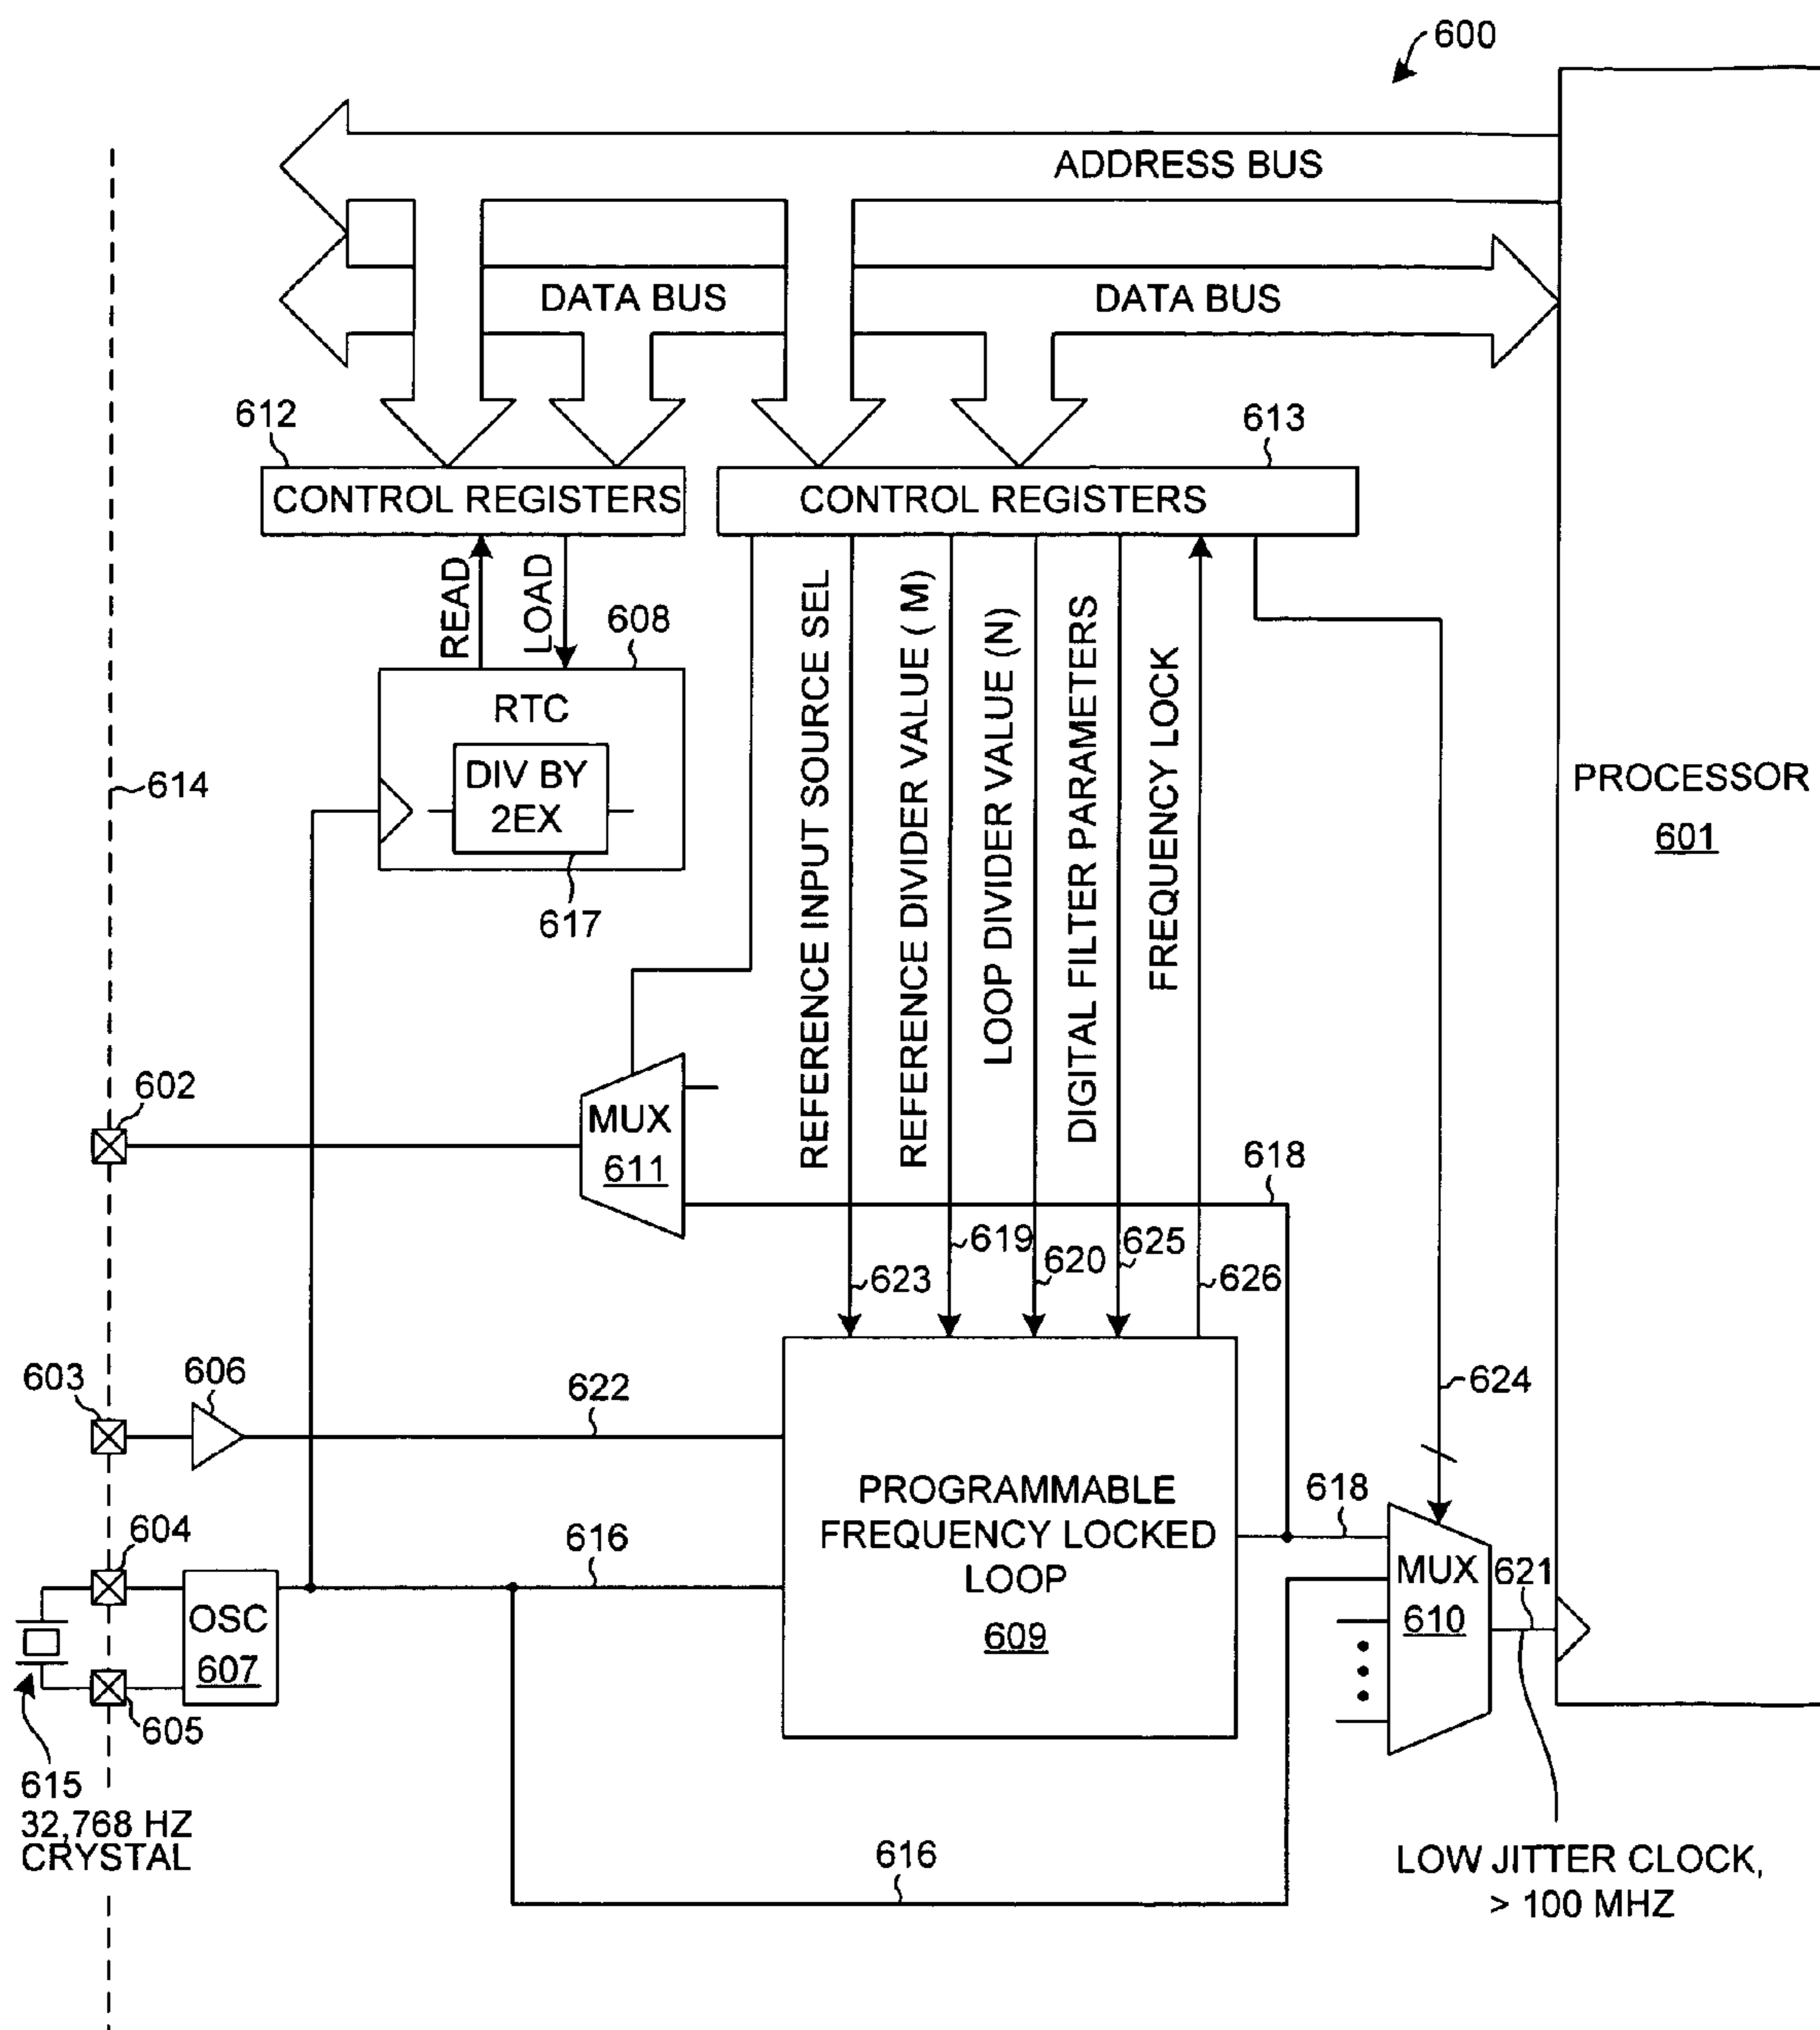 600
ADDRESS BUS
DATA BUS
DATA BUS
612
613
CONTROL REGISTERS
CONTROL REGISTERS
READ
LOAD
608
RTC
DIV BY
2EX
617
614
REFERENCE INPUT SOURCE SEL
REFERENCE DIVIDER VALUE ( M)
LOOP DIVIDER VALUE (N)
DIGITAL FILTER PARAMETERS
FREQUENCY LOCK
PROCESSOR
601
602
MUX
611
618
619
620
625
623
626
603
606
622
624
604
616
PROGRAMMABLE
FREQUENCY LOCKED
LOOP
609
618
MUX
610
621
OSC
607
605
615
32,768 HZ
CRYSTAL
616
LOW JITTER CLOCK,
> 100 MHZ